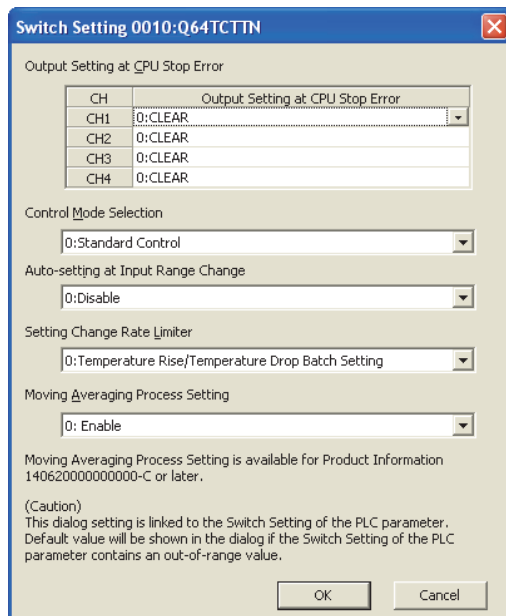 Switch Setting 0010:Q64TCTTN
Output Setting at CPU Stop Error
CH Output Setting at CPU Stop Error
CH1 0:CLEAR
CH2 0:CLEAR
CH3 0:CLEAR
CH4 0:CLEAR
Control Mode Selection
0:Standard Control
Auto-setting at Input Range Change
0:Disable
Setting Change Rate Limiter
0:Temperature Rise/Temperature Drop Batch Setting
Moving Averaging Process Setting
0: Enable
Moving Averaging Process Setting is available for Product Information
140620000000000-C or later.
(Caution)
This dialog setting is linked to the Switch Setting of the PLC parameter.
Default value will be shown in the dialog if the Switch Setting of the PLC
parameter contains an out-of-range value.
OK Cancel